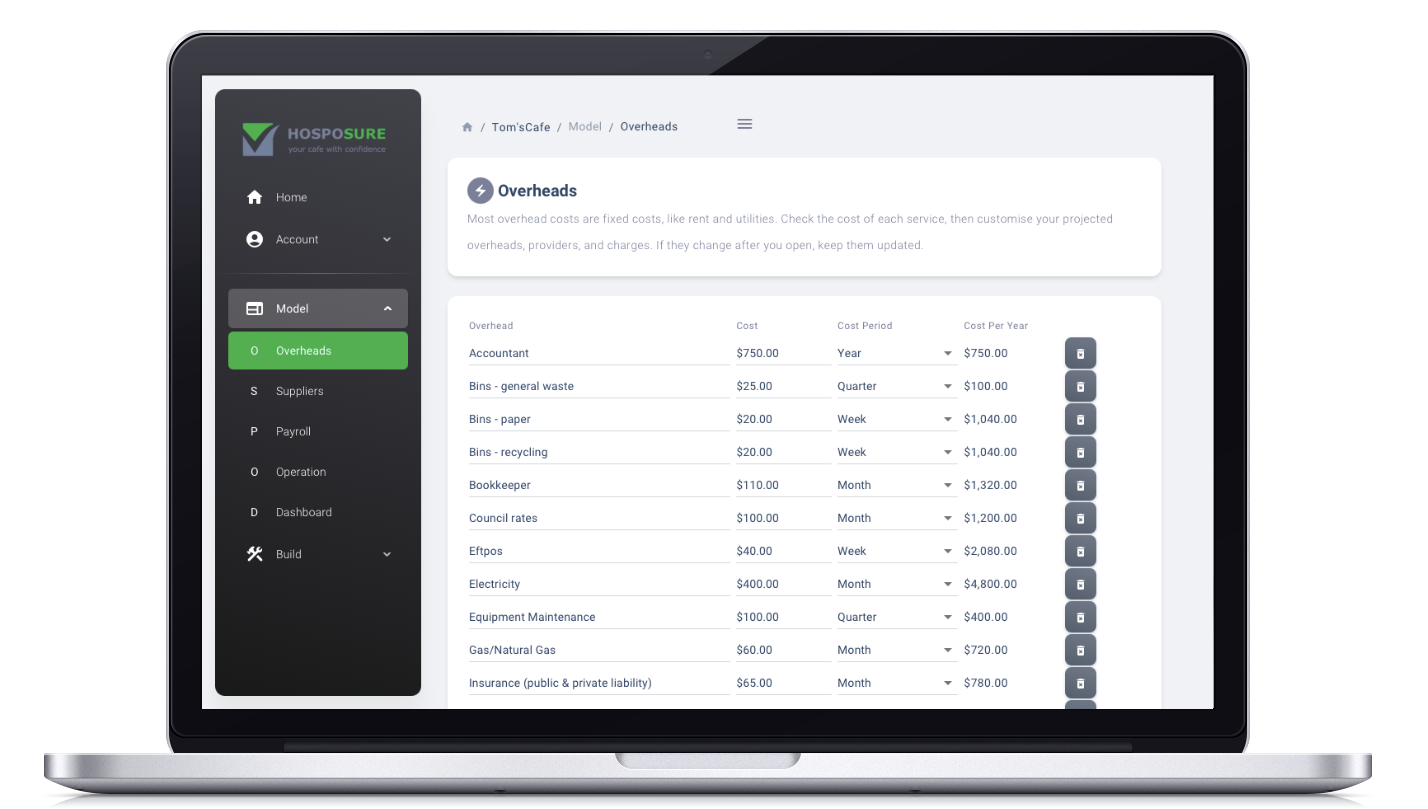 HOSPOSURE
your cafe with confidence
Home
Account
Model
O Overheads
S Suppliers
P Payroll
O Operation
D Dashboard
Build
/ Tom'sCafe / Model / Overheads
Overheads
Most overhead costs are fixed costs, like rent and utilities. Check the cost of each service, then customise your projected
overheads, providers, and charges. If they change after you open, keep them updated.
Overhead Cost Cost Period Cost Per Year
Accountant $750.00 Year $750.00
Bins - general waste $25.00 Quarter $100.00
Bins - paper $20.00 Week $1,040.00
Bins - recycling $20.00 Week $1,040.00
Bookkeeper $110.00 Month $1,320.00
Council rates $100.00 Month $1,200.00
Eftpos $40.00 Week $2,080.00
Electricity $400.00 Month $4,800.00
Equipment Maintenance $100.00 Quarter $400.00
Gas/Natural Gas $60.00 Month $720.00
Insurance (public & private liability) $65.00 Month $780.00